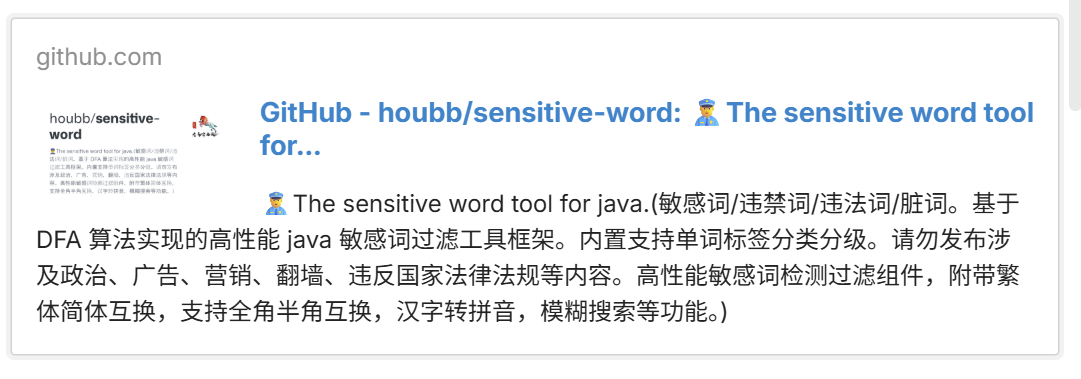 github.com
houbb/sensitive-
word
GitHub - houbb/sensitive-word: 👮 The sensitive word tool
for...
👮 The sensitive word tool for java.(敏感词/违禁词/违法词/脏词。基于
DFA 算法实现的高性能 java 敏感词过滤工具框架。内置支持单词标签分类分级。请勿发布涉
及政治、广告、营销、翻墙、违反国家法律法规等内容。高性能敏感词检测过滤组件，附带繁
体简体互换，支持全角半角互换，汉字转拼音，模糊搜索等功能。)